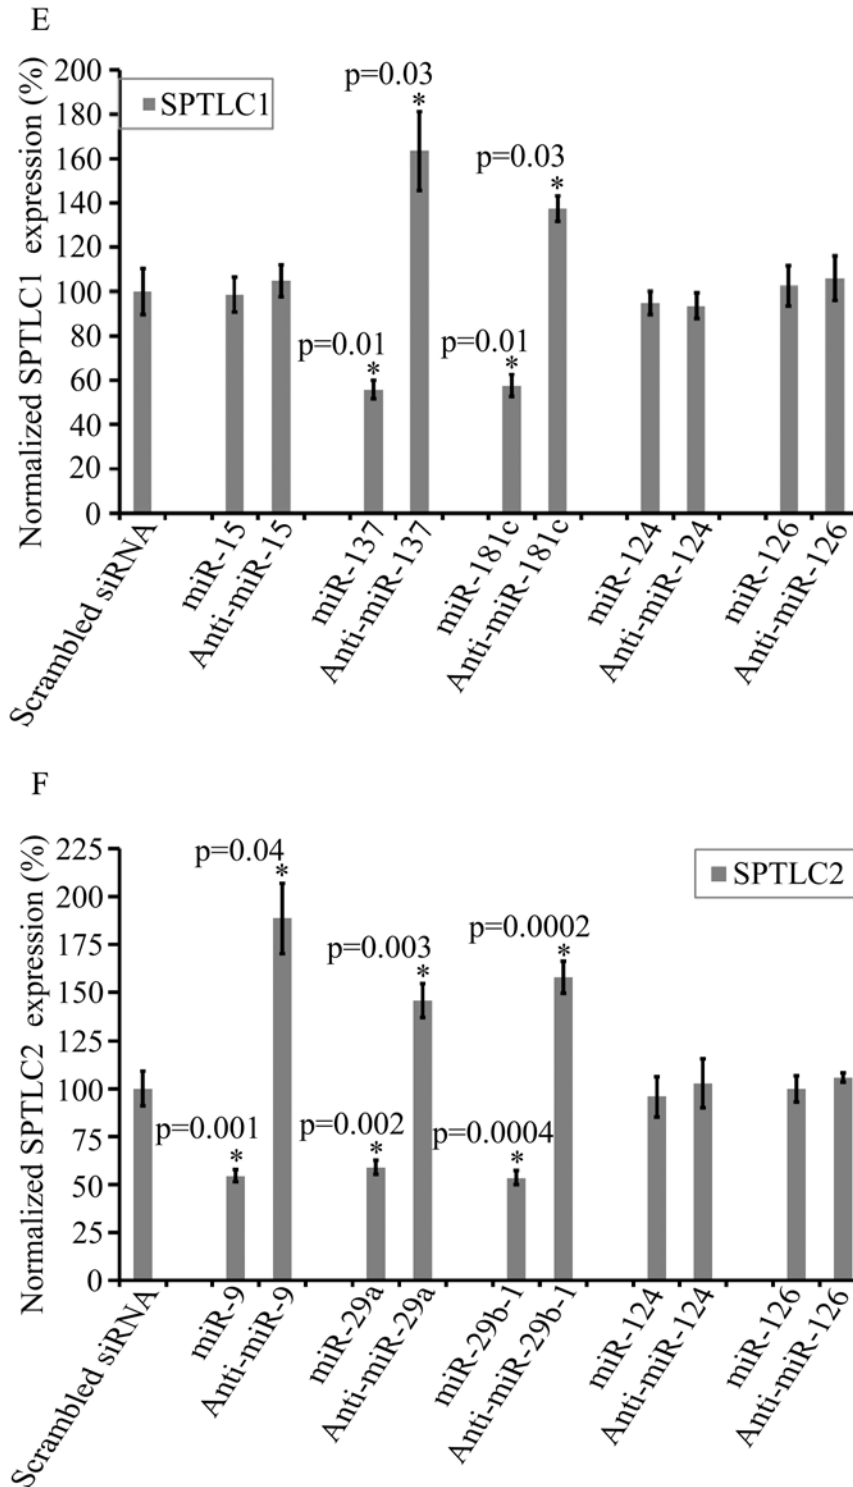 E
Normalized SPTLC1 expression (%)
200
180
160
140
120
100
80
60
40
20
0
SPTLC1
p=0.03
*
p=0.03
*
p=0.01
*
p=0.01
*
Scrambled siRNA
miR-15
Anti-miR-15
miR-137
Anti-miR-137
miR-181c
Anti-miR-181c
miR-124
Anti-miR-124
miR-126
Anti-miR-126
F
Normalized SPTLC2 expression (%)
225
200
175
150
125
100
75
50
25
0
SPTLC2
p=0.04
*
p=0.003
*
p=0.0002
*
p=0.001
*
p=0.002
*
p=0.0004
*
Scrambled siRNA
miR-9
Anti-miR-9
miR-29a
Anti-miR-29a
miR-29b-1
Anti-miR-29b-1
miR-124
Anti-miR-124
miR-126
Anti-miR-126